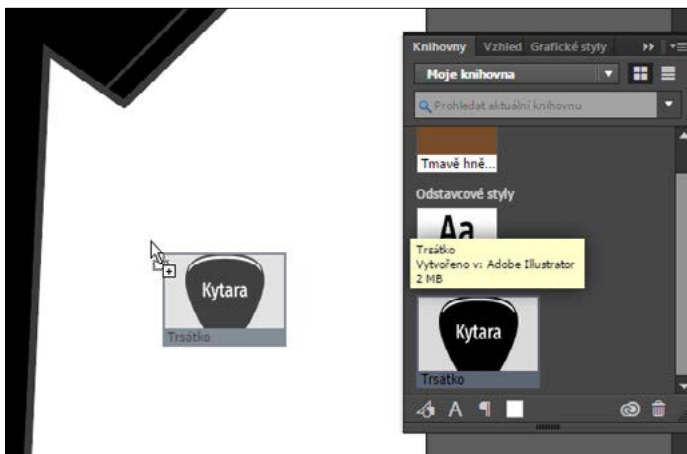 Knihovny Vzhled Grafické styly
Moje knihovna
Prohledat aktuální knihovnu
Tmavě hně...
Odstavcové styly
Aa
Trsátko
Vytvořeno v: Adobe Illustrator
2 MB
Kytara
Trsátko
Kytara
Trsátko
A ¶